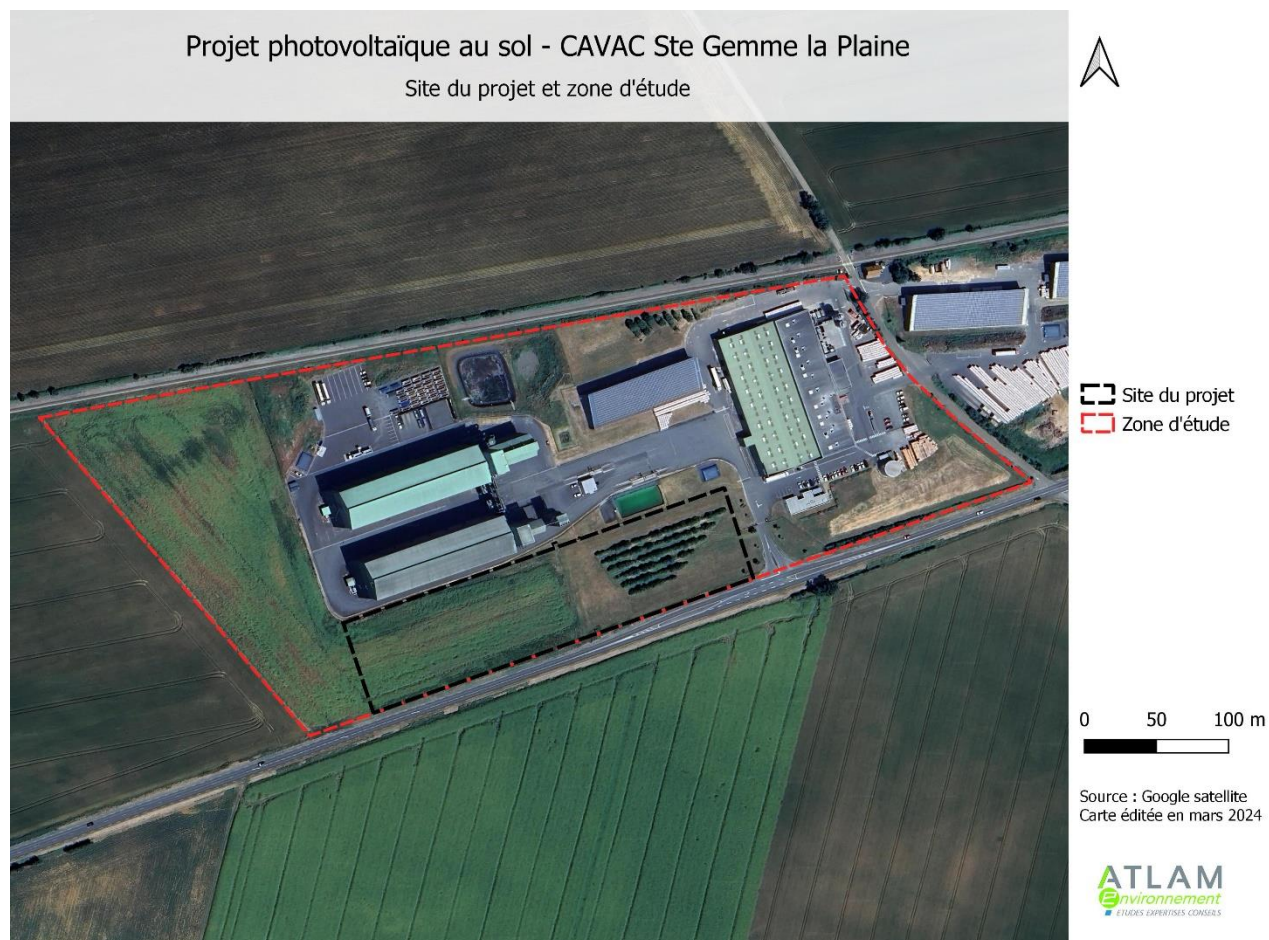 Projet photovoltaïque au sol - CAVAC Ste Gemme la Plaine
Site du projet et zone d'étude
Site du projet
Zone d'étude
0 50 100 m
Source : Google satellite
Carte éditée en mars 2024
ATLAM
Environnement
ETUDES EXPERTISES CONSEILS